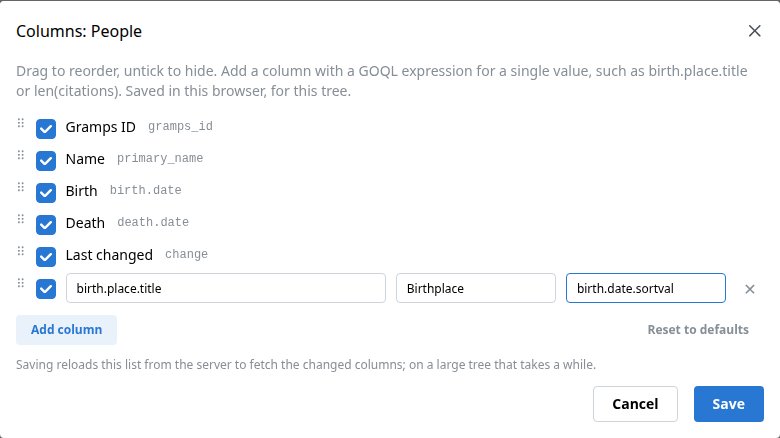 Columns: People
Drag to reorder, untick to hide. Add a column with a GOQL expression for a single value, such as birth.place.title
or len(citations). Saved in this browser, for this tree.
Gramps ID gramps_id
Name primary_name
Birth birth.date
Death death.date
Last changed change
birth.place.title Birthplace birth.date.sortval
Add column Reset to defaults
Saving reloads this list from the server to fetch the changed columns; on a large tree that takes a while.
Cancel Save